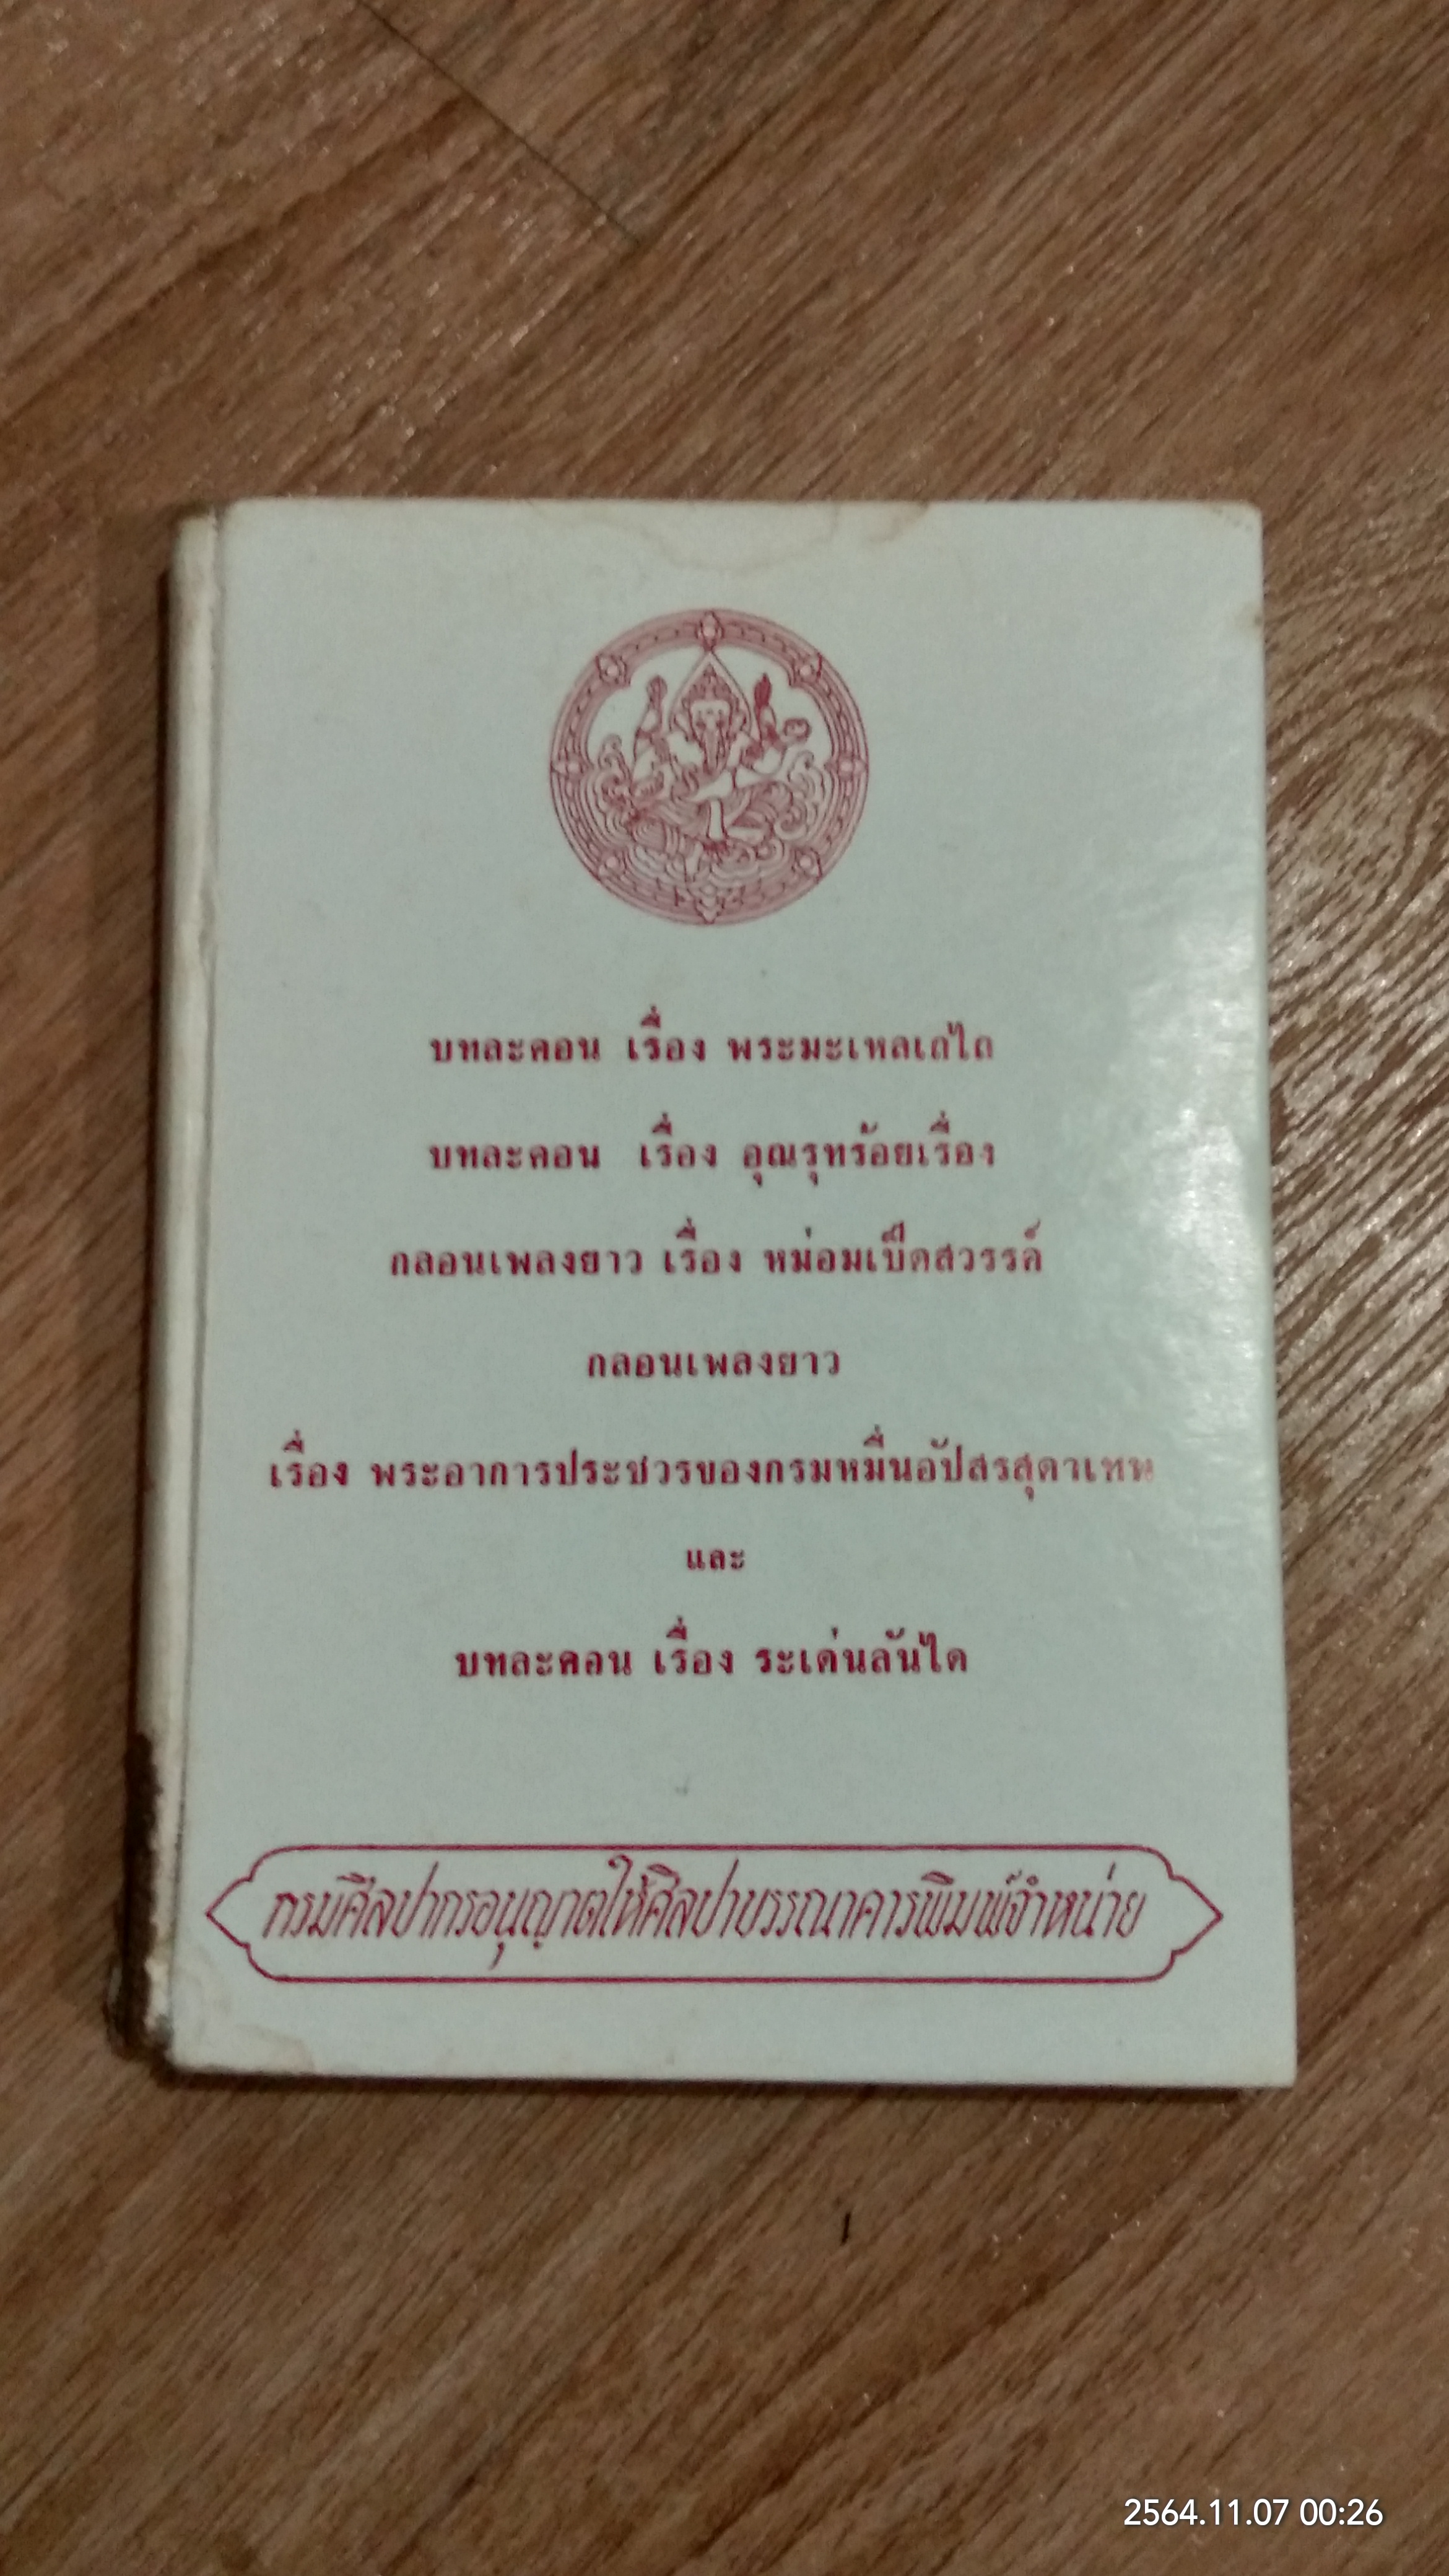 บทละคอน เรื่อง พระมะเหลเถไถ
บทละคอน เรื่อง อุณรุทร้อยเรื่อง
กลอนเพลงยาว เรื่อง หม่อมเป็ดสวรรค์
กลอนเพลงยาว
เรื่อง พระอาการประชวรของกรมหมื่นอัปสรสุดาเทพ
และ
บทละคอน เรื่อง ระเด่นลันได
กรมศิลปากรอนุญาตให้ศิลปาบรรณาคารพิมพ์จำหน่าย
2564.11.07 00:26